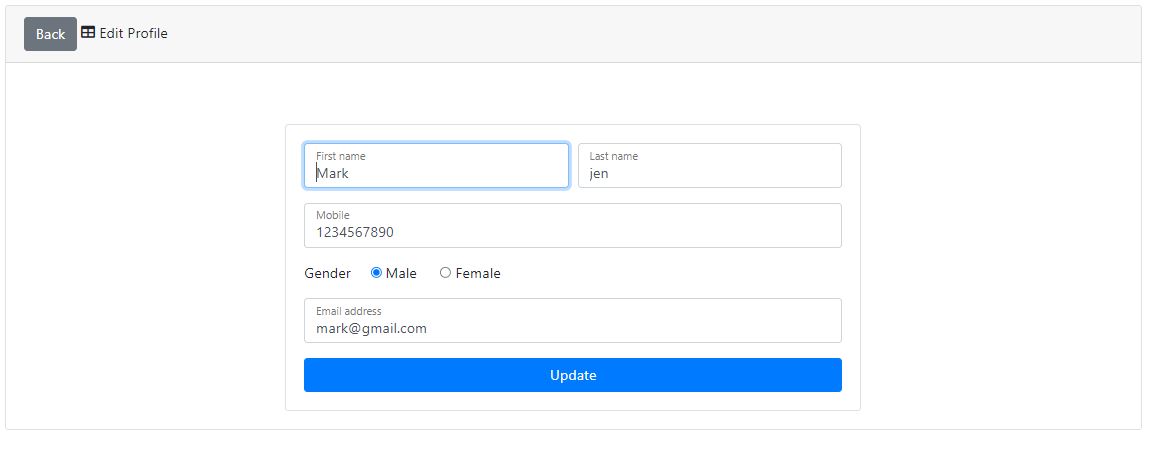 Back Edit Profile
First name Last name
Mark jen
Mobile
1234567890
Gender Male Female
Email address
mark@gmail.com
Update